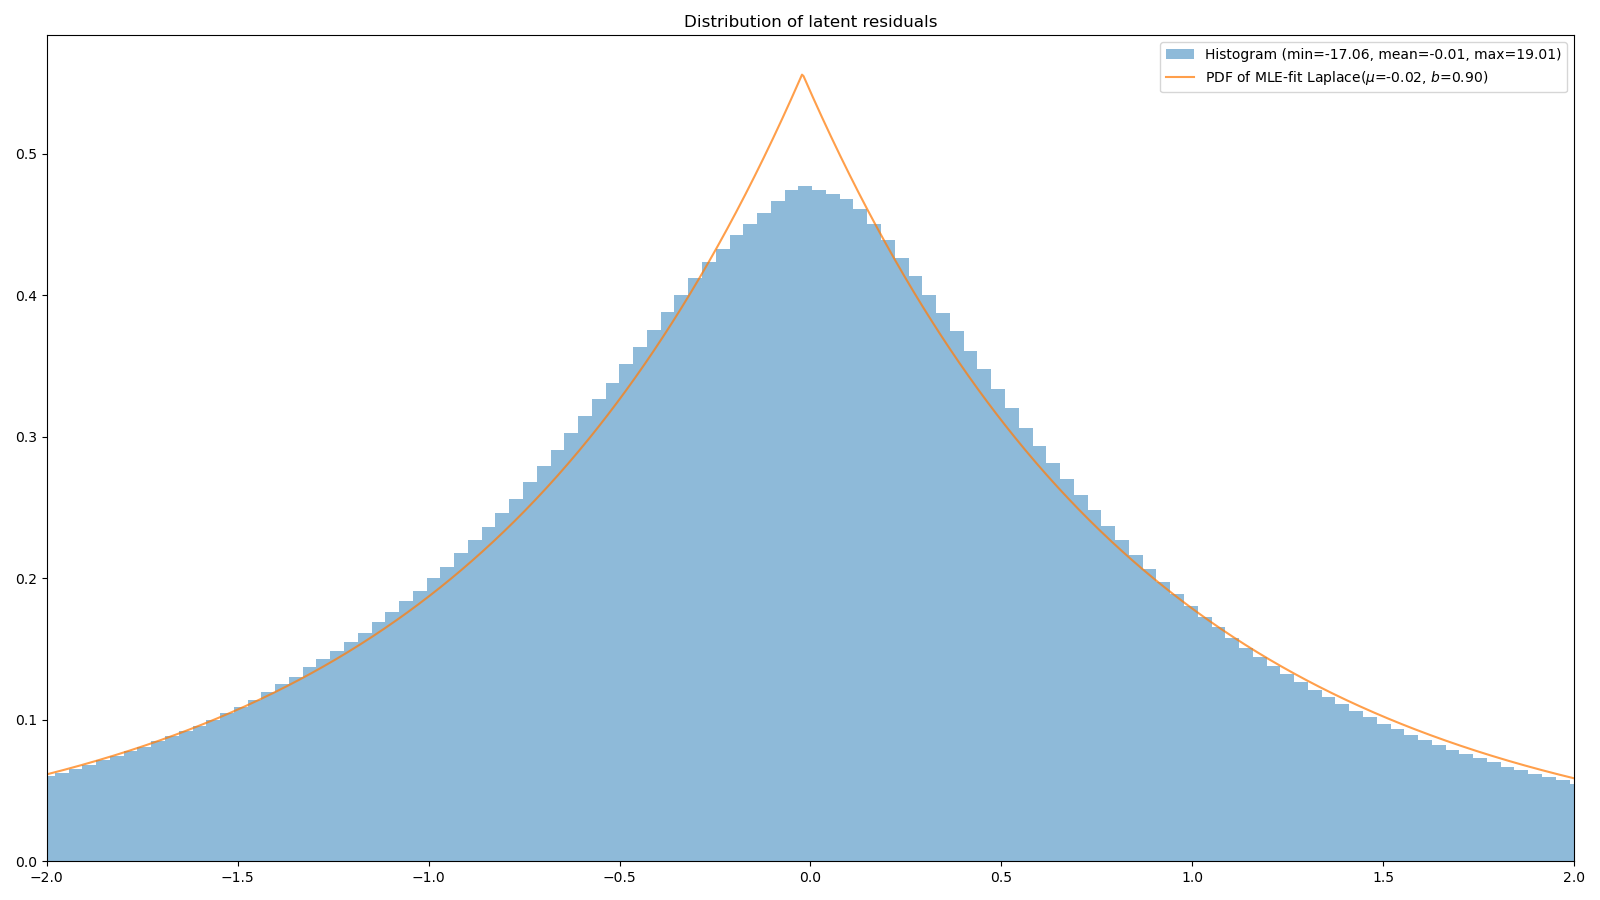 Distribution of latent residuals
Histogram (min=-17.06, mean=-0.01, max=19.01)
PDF of MLE-fit Laplace(μ=-0.02, b=0.90)
0.5
0.4
0.3
0.2
0.1
0.0
−2.0 −1.5 −1.0 −0.5 0.0 0.5 1.0 1.5 2.0